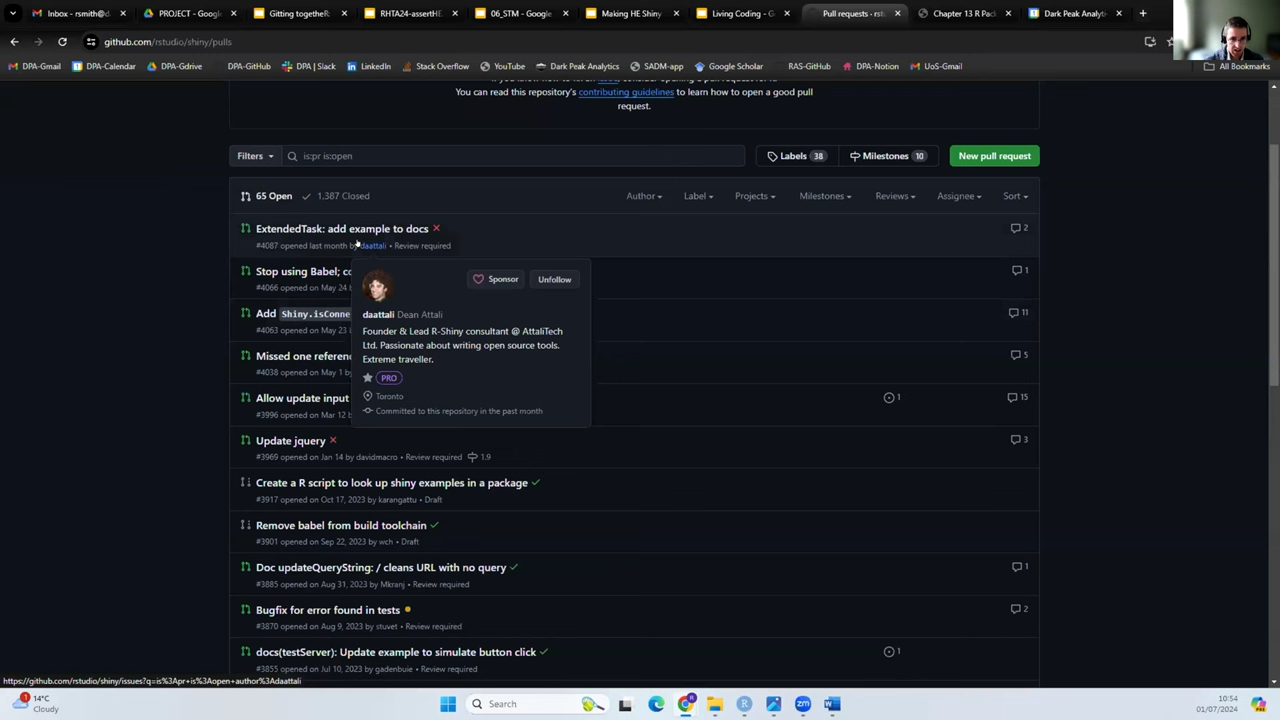 Inbox - rsmith@d
PROJECT - Google
Gitting togetheR
RHTA24-assertHE
06_STM - Google
Making HE Shiny
Living Coding - G
Pull requests · rst
Chapter 13 R Pac
Dark Peak Analyt
github.com/rstudio/shiny/pulls
DPA-Gmail
DPA-Calendar
DPA-Gdrive
DPA-GitHub
DPA | Slack
LinkedIn
Stack Overflow
YouTube
Dark Peak Analytics
SADM-app
Google Scholar
RAS-GitHub
DPA-Notion
UoS-Gmail
All Bookmarks
You can read this repository's contributing guidelines to learn how to open a good pull
request.
Filters
is:pr is:open
Labels 38
Milestones 10
New pull request
65 Open
1,387 Closed
Author
Label
Projects
Milestones
Reviews
Assignee
Sort
ExtendedTask: add example to docs
2
#4087 opened last month by daattali • Review required
Stop using Babel; co
1
#4066 opened on May 24
Add Shiny.isConne
11
#4063 opened on May 23
Missed one referen
5
#4038 opened on May 1
Allow update input
1
15
#3996 opened on Mar 12
Sponsor
Unfollow
daattali Dean Attali
Founder & Lead R-Shiny consultant @ AttaliTech
Ltd. Passionate about writing open source tools.
Extreme traveller.
PRO
Toronto
Committed to this repository in the past month
Update jquery
3
#3969 opened on Jan 14 by davidmacro • Review required 1.9
Create a R script to look up shiny examples in a package
#3917 opened on Oct 17, 2023 by karangattu • Draft
Remove babel from build toolchain
#3901 opened on Sep 22, 2023 by wch • Draft
Doc updateQueryString: / cleans URL with no query
1
#3885 opened on Aug 31, 2023 by Mkranj • Review required
Bugfix for error found in tests
2
#3870 opened on Aug 9, 2023 by stuvet • Review required
docs(testServer): Update example to simulate button click
1
#3855 opened on Jul 10, 2023 by gadenbuie • Review required
https://github.com/rstudio/shiny/issues?q=is%3Apr+is%3Aopen+author%3Adaattali
1
14°C
Cloudy
Search
10:54
01/07/2024